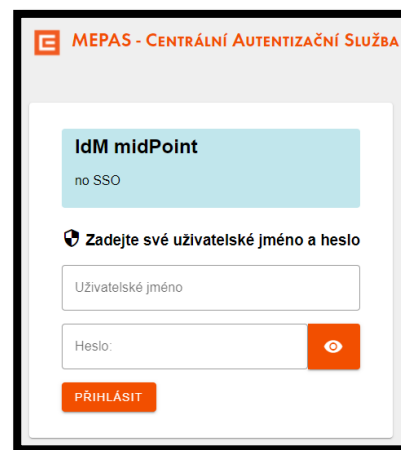 MEPAS - Centrální Autentizační Služba
IdM midPoint
no SSO
Zadejte své uživatelské jméno a heslo
Uživatelské jméno
Heslo:
PŘIHLÁSIT